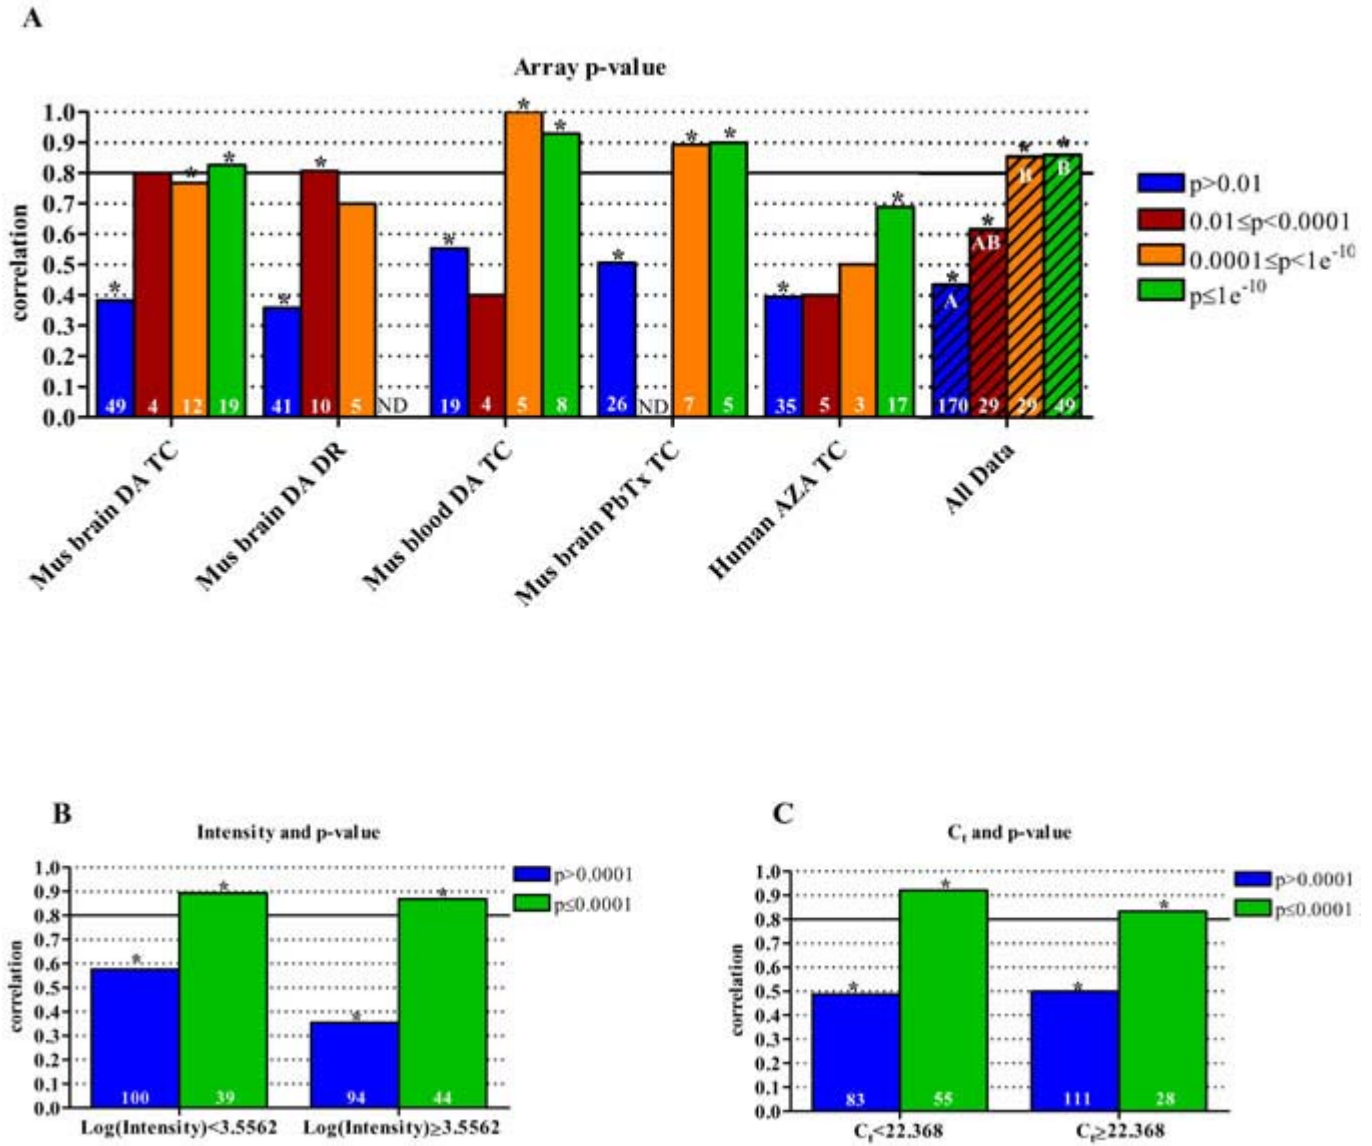 A
Array p-value
correlation
1.0
0.9
0.8
0.7
0.6
0.5
0.4
0.3
0.2
0.1
0.0
* * * * * * * * * * * * * * *
A AB B B
49 4 12 19 41 10 5 ND 19 4 5 8 26 ND 7 5 35 5 3 17 170 29 29 49
Mus brain DA TC
Mus brain DA DR
Mus blood DA TC
Mus brain PbTx TC
Human AZA TC
All Data
p>0.01
0.01≤p<0.0001
0.0001≤p<1e⁻¹⁰
p≤1e⁻¹⁰
B
Intensity and p-value
correlation
1.0
0.9
0.8
0.7
0.6
0.5
0.4
0.3
0.2
0.1
0.0
* * * *
100 39 94 44
Log(Intensity)<3.5562 Log(Intensity)≥3.5562
p>0.0001
p≤0.0001
C
Cₜ and p-value
correlation
1.0
0.9
0.8
0.7
0.6
0.5
0.4
0.3
0.2
0.1
0.0
* * * *
83 55 111 28
Cₜ<22.368 Cₜ≥22.368
p>0.0001
p≤0.0001